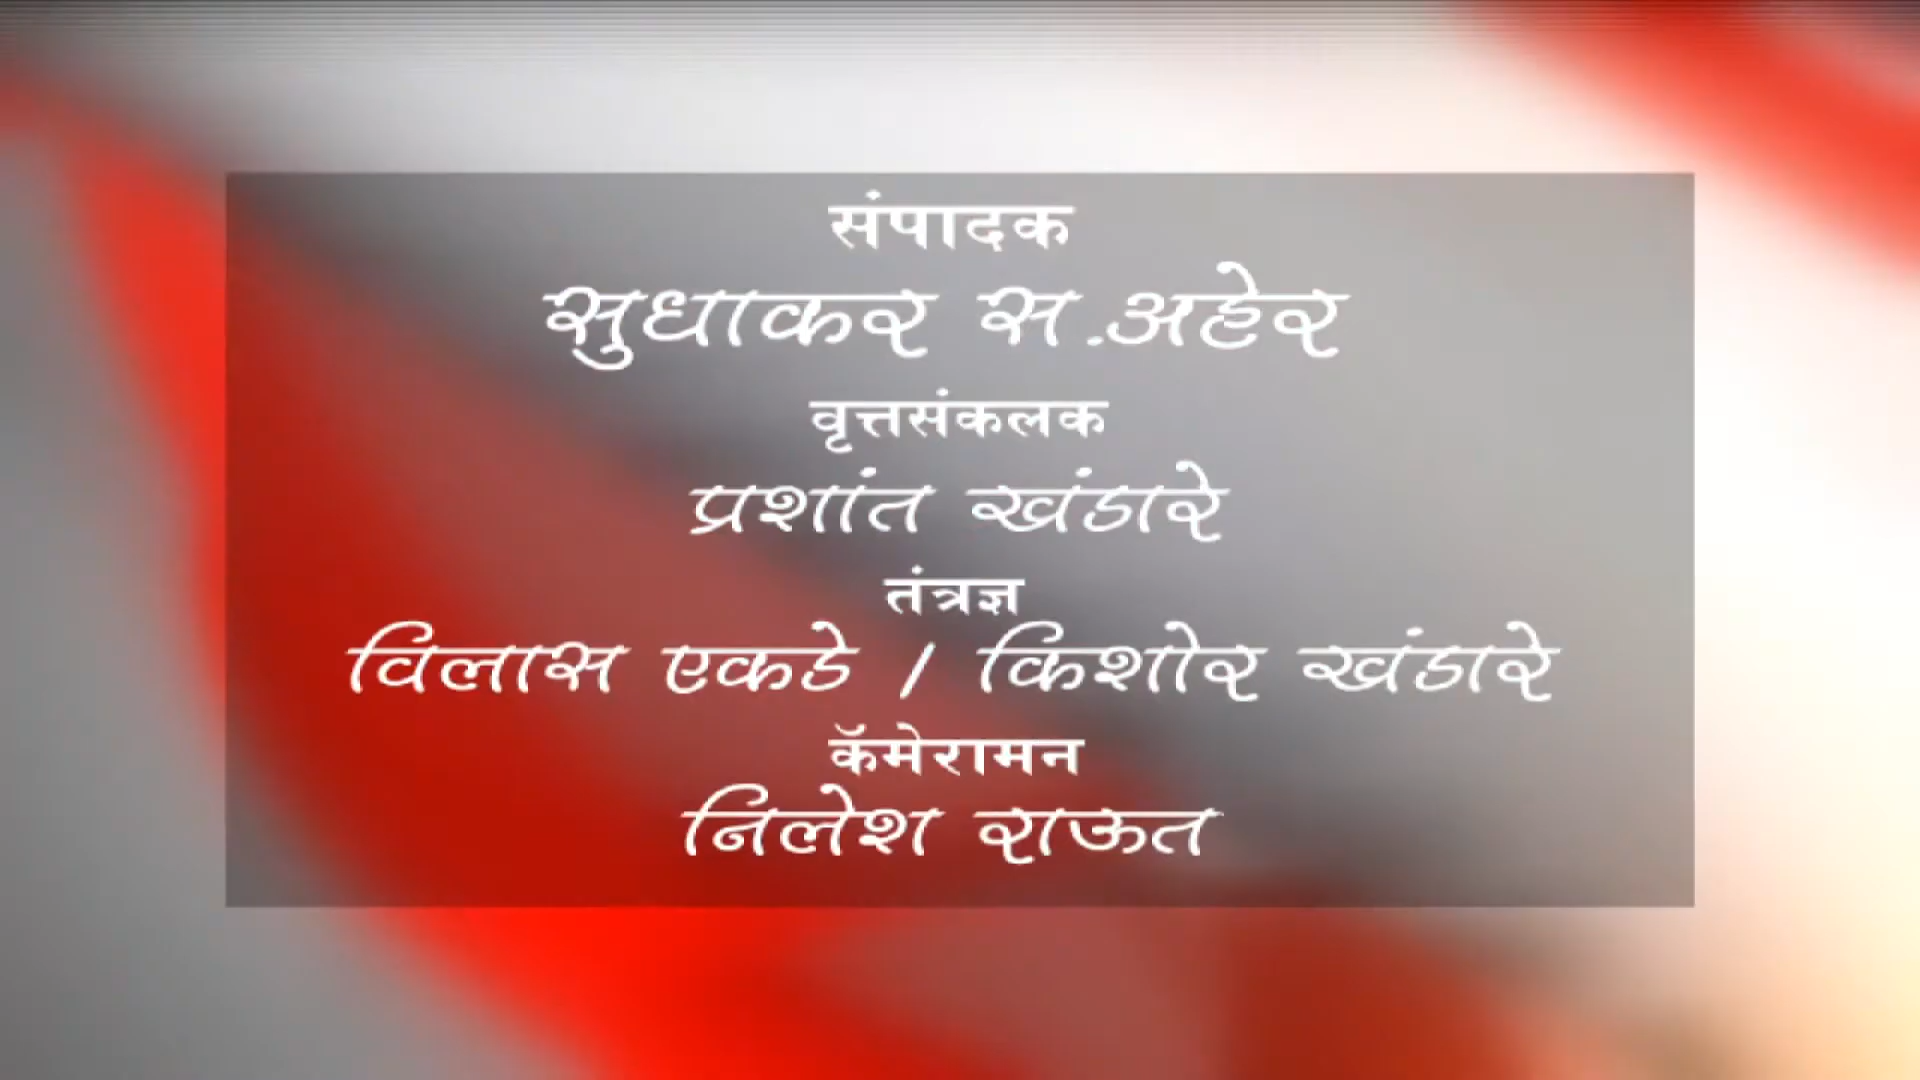 संपादक
सुधाकर स.अहेर
वृत्तसंकलक
प्रशांत खंडारे
तंत्रज्ञ
विलास एकडे / किशोर खंडारे
कॅमेरामन
निलेश राऊत